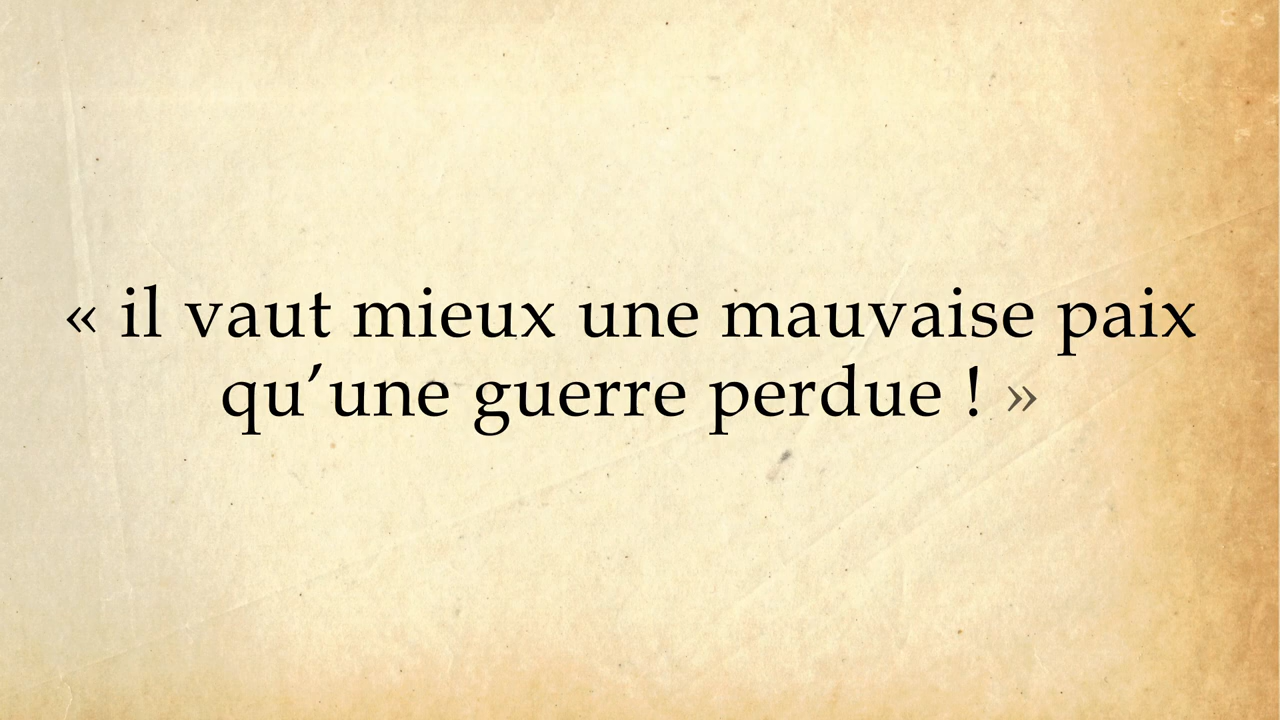 « il vaut mieux une mauvaise paix
qu’une guerre perdue ! »